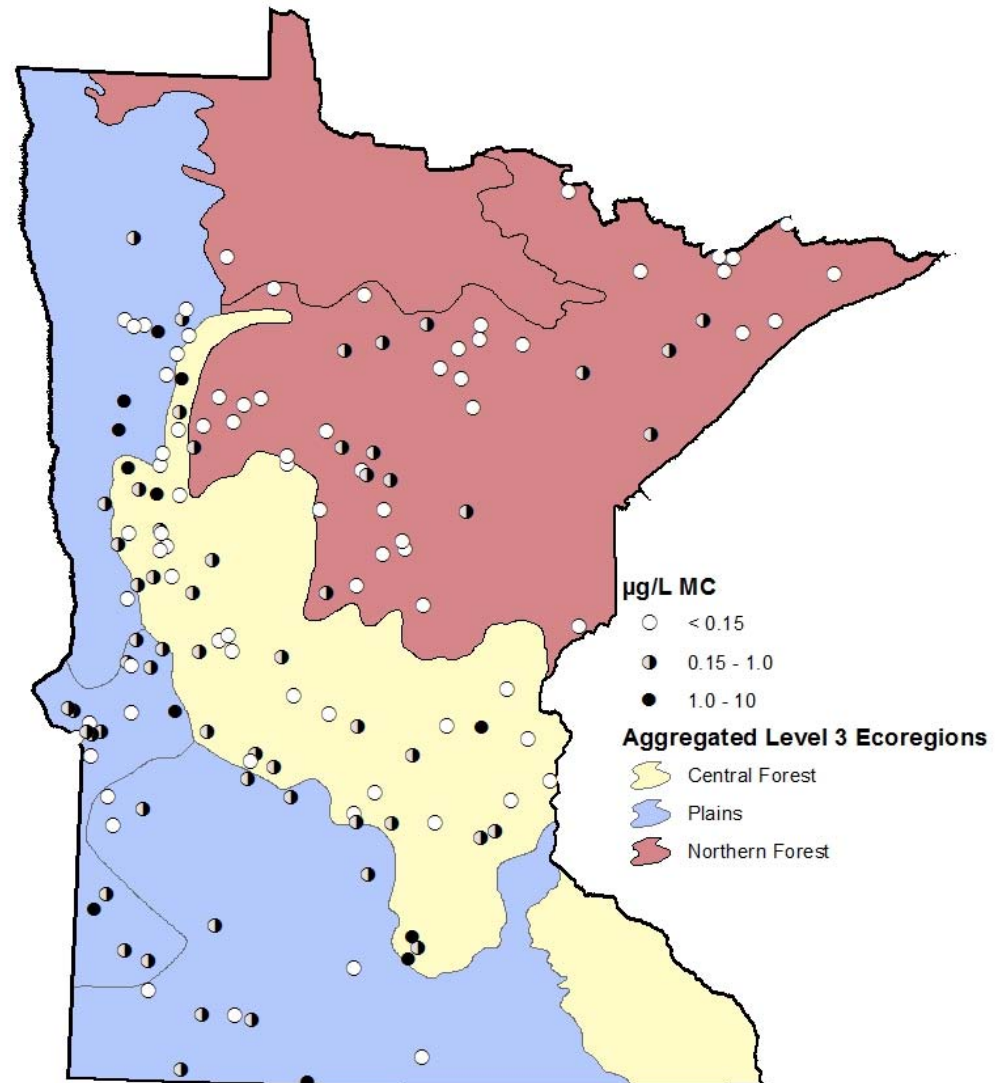 µg/L MC
< 0.15
0.15 - 1.0
1.0 - 10
Aggregated Level 3 Ecoregions
Central Forest
Plains
Northern Forest